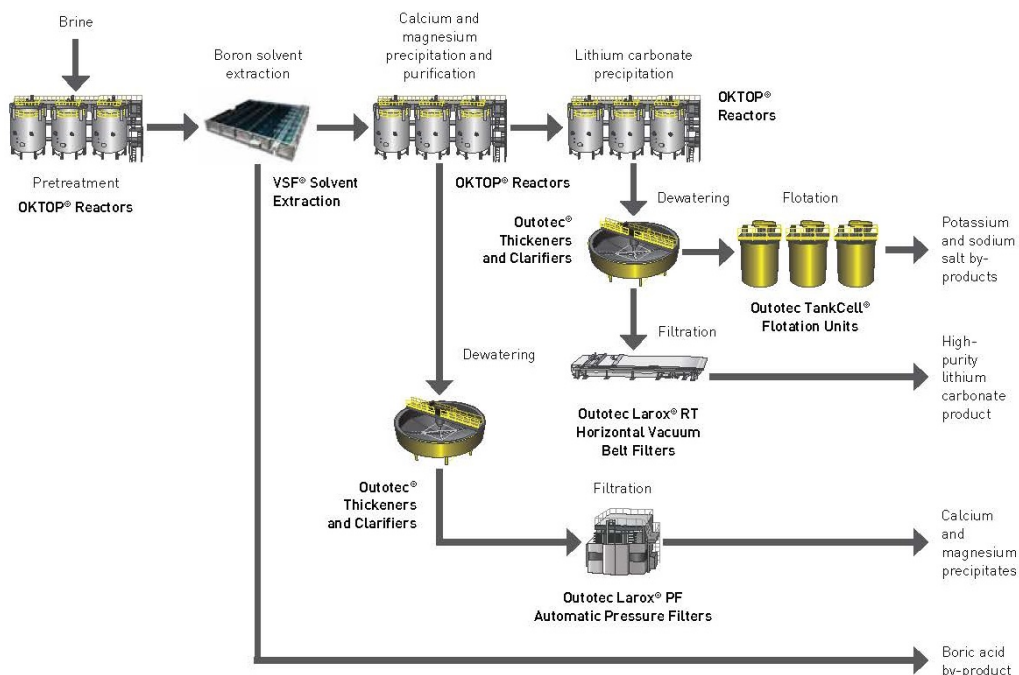 Brine
Boron solvent
extraction
Calcium and
magnesium
precipitation and
purification
Lithium carbonate
precipitation
OKTOP®
Reactors
Pretreatment
OKTOP® Reactors
VSF® Solvent
Extraction
OKTOP® Reactors
Dewatering
Flotation
Outotec®
Thickeners
and Clarifiers
Potassium
and sodium
salt by-
products
Outotec TankCell®
Flotation Units
Filtration
High-
purity
lithium
carbonate
product
Dewatering
Outotec Larox® RT
Horizontal Vacuum
Belt Filters
Outotec®
Thickeners
and Clarifiers
Filtration
Calcium
and
magnesium
precipitates
Outotec Larox® PF
Automatic Pressure Filters
Boric acid
by-product